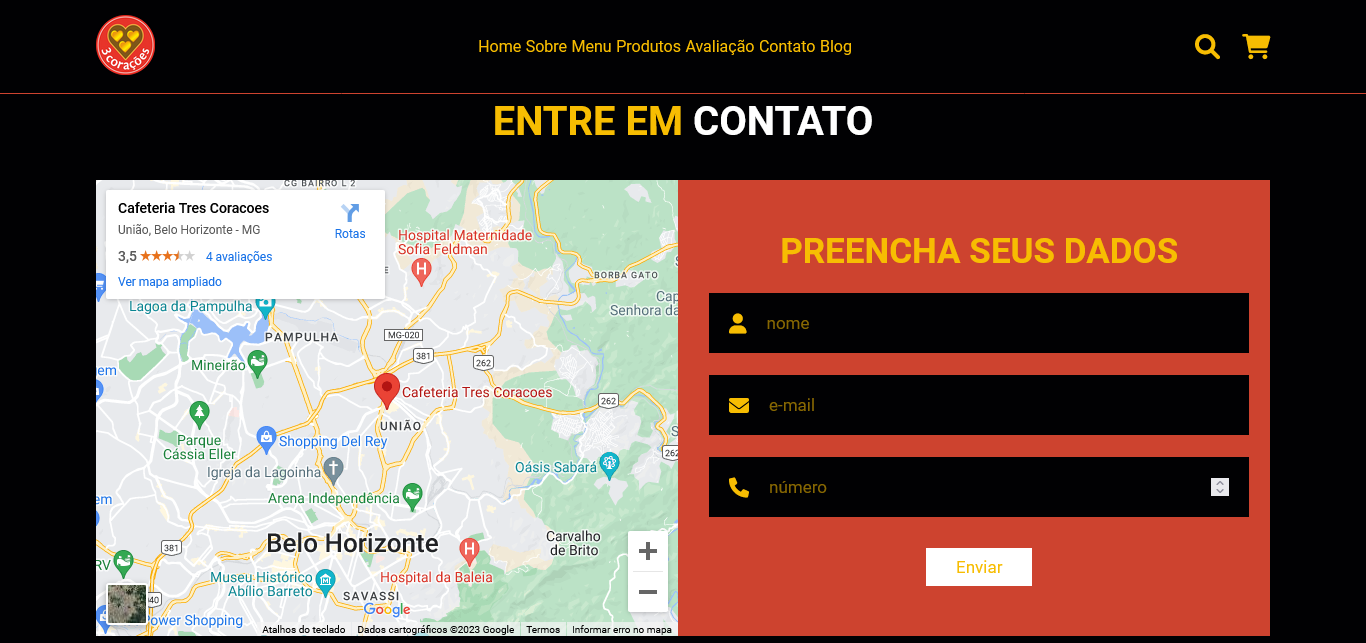 3 corações
Home Sobre Menu Produtos Avaliação Contato Blog
ENTRE EM CONTATO
CG BAIRRO L 2
Cafeteria Tres Coracoes
União, Belo Horizonte - MG
Rotas
3,5
4 avaliações
Ver mapa ampliado
Hospital Maternidade
Sofia Feldman
BORBA GATO
Lagoa da Pampulha
Senhora da
PAMPULHA
MG-020
381
262
Mineirão
em
Cafeteria Tres Coracoes
262
UNIÃO
Parque
Cássia Eller
Shopping Del Rey
262
Igreja da Lagoinha
Oásis Sabará
em
Arena Independência
Belo Horizonte
Carvalho
de Brito
381
RV
Hospital da Baleia
Museu Histórico
Abílio Barreto
SAVASSI
040
Google
Power Shopping
Atalhos do teclado
Dados cartográficos ©2023 Google
Termos
Informar erro no mapa
PREENCHA SEUS DADOS
nome
e-mail
número
Enviar